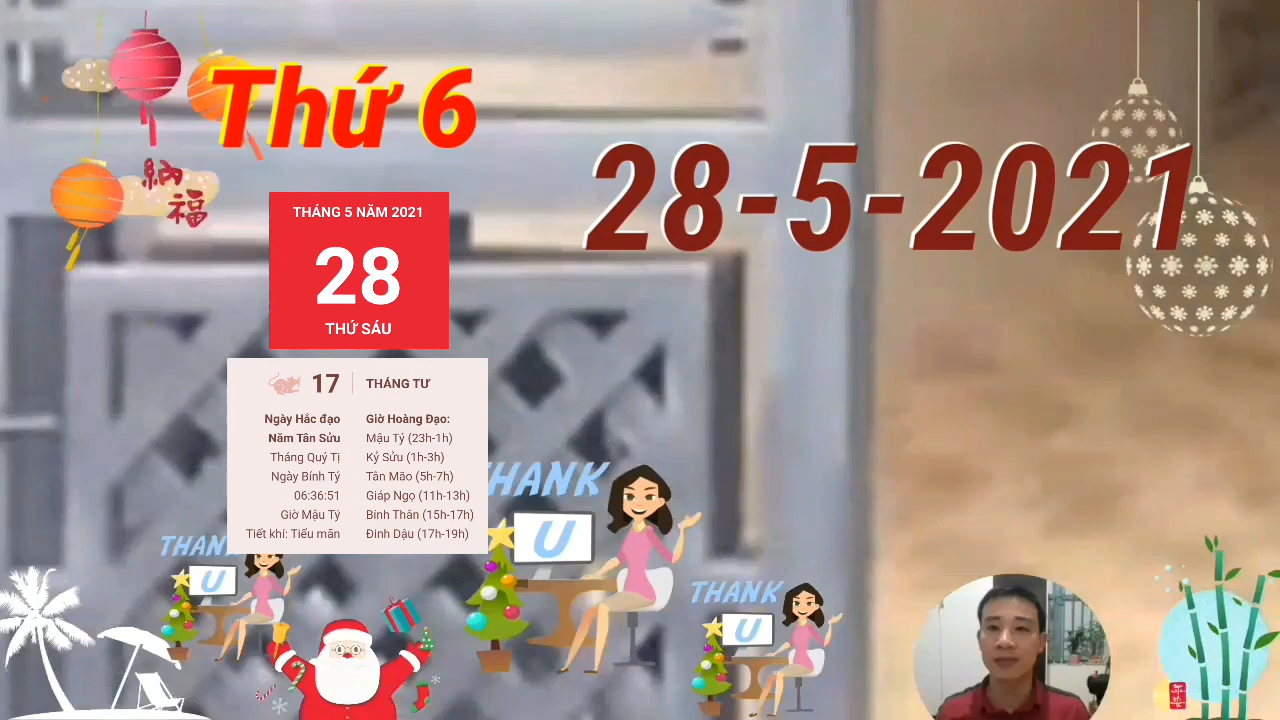 Thứ 6
28-5-2021
納
福
THÁNG 5 NĂM 2021
28
THỨ SÁU
17 THÁNG TƯ
Ngày Hắc đạo
Năm Tân Sửu
Tháng Quý Tị
Ngày Bính Tý
06:36:51
Giờ Mậu Tý
Tiết khí: Tiểu mãn
Giờ Hoàng Đạo:
Mậu Tý (23h-1h)
Kỷ Sửu (1h-3h)
Tân Mão (5h-7h)
Giáp Ngọ (11h-13h)
Bính Thân (15h-17h)
Đinh Dậu (17h-19h)
THANK
U
THANK
U
THANK
U